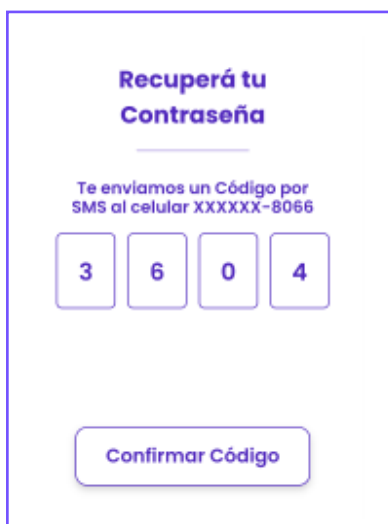 Recuperá tu
Contraseña
Te enviamos un Código por
SMS al celular XXXXXX-8066
3 6 0 4
Confirmar Código